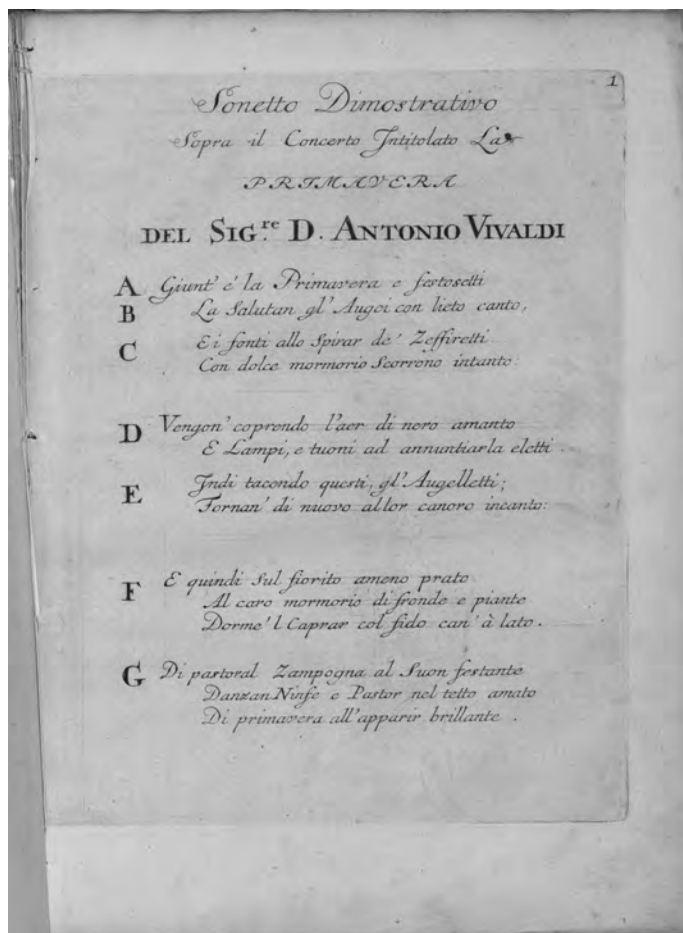 1
Sonetto Dimostrativo
Sopra il Concerto Intitolato La
PRIMAVERA
DEL SIG.re D. ANTONIO VIVALDI
A Giunt' é la Primavera e festosetti
B La Salutan gl' Augei con lieto canto,
C E i fonti allo Spirar de' Zeffiretti
Con dolce mormorio Scorrono intanto:
D Vengon' coprendo l'aer di nero amanto
E Lampi, e tuoni ad annuntiarla eletti
E Indi tacendo questi, gl' Augelletti;
Tornan' di nuovo al lor canoro incanto:
F E quindi sul fiorito ameno prato
Al caro mormorio di fronde e piante
Dorme 'l Caprar col fido can' à lato.
G Di pastoral Zampogna al Suon festante
Danzan Ninfe e Pastor nel tetto amato
Di primavera all'apparir brillante.